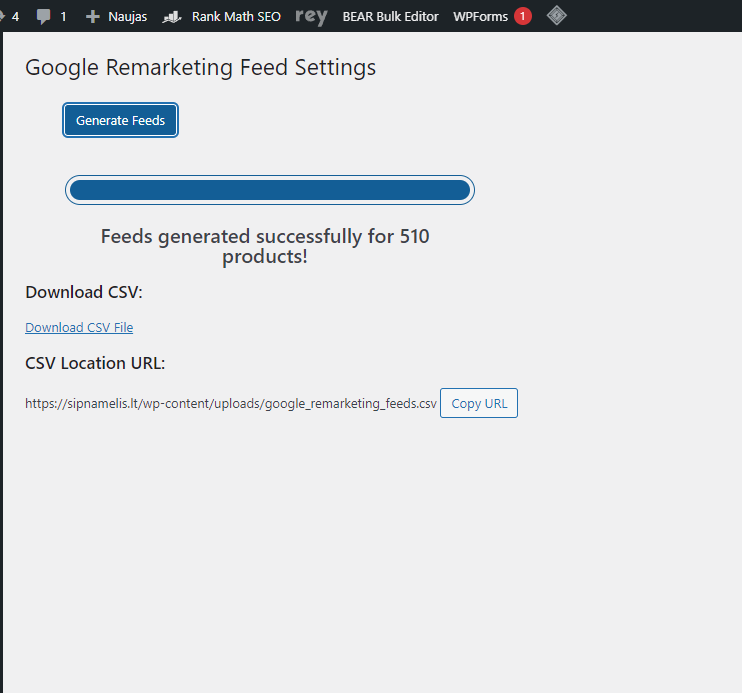 4 1 Naujas Rank Math SEO rey BEAR Bulk Editor WPForms 1
Google Remarketing Feed Settings
Generate Feeds
Feeds generated successfully for 510
products!
Download CSV:
Download CSV File
CSV Location URL:
https://sipnamelis.lt/wp-content/uploads/google_remarketing_feeds.csv Copy URL